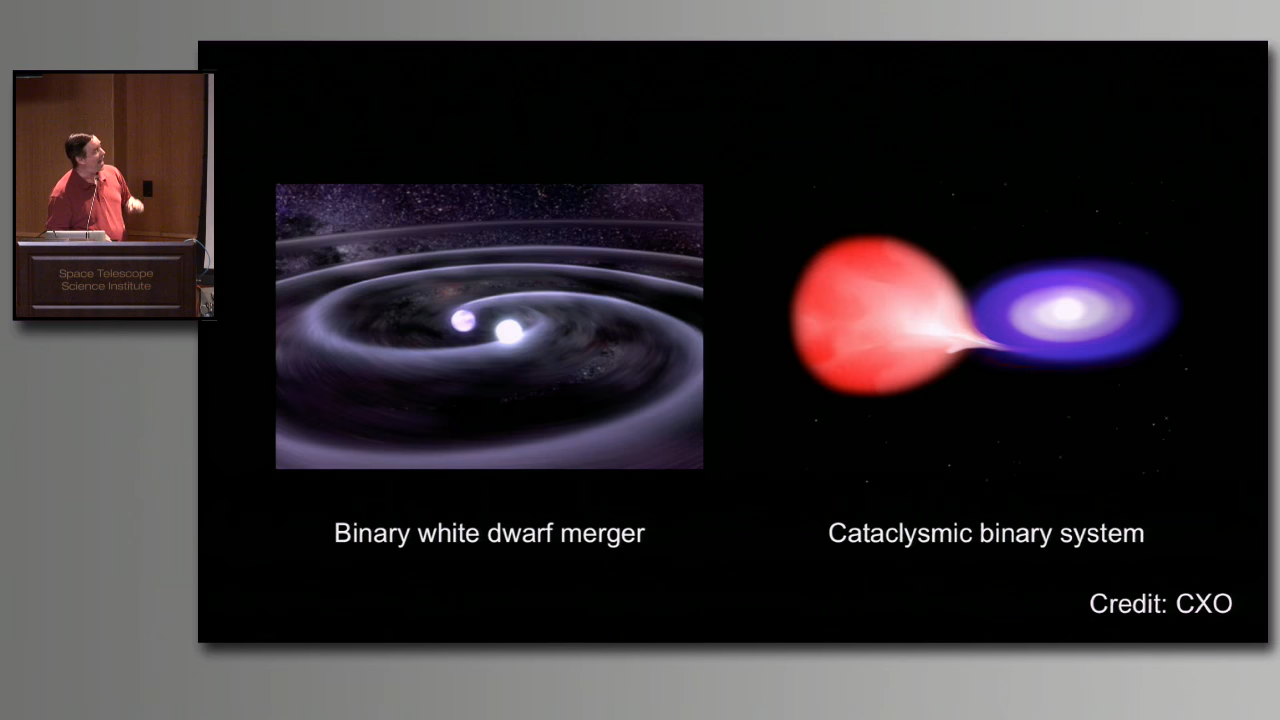 Space Telescope
Science Institute
Binary white dwarf merger
Cataclysmic binary system
Credit: CXO